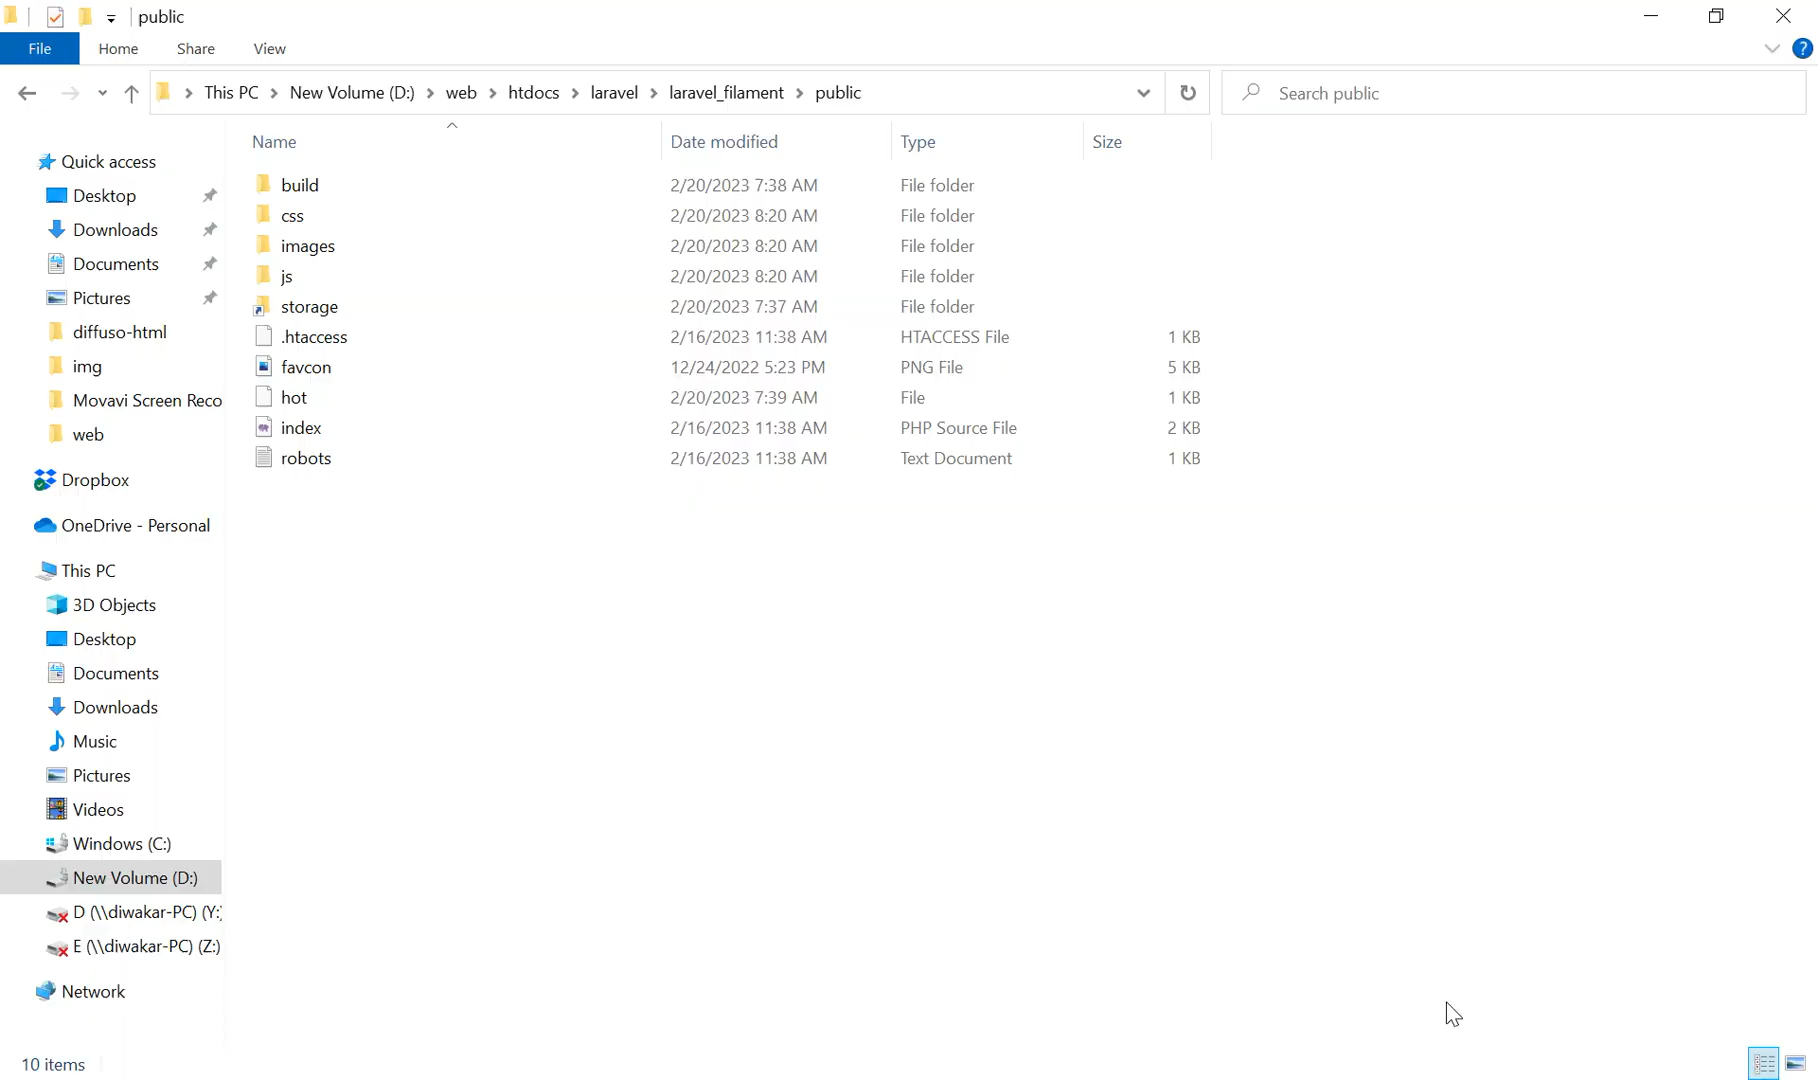 public
File Home Share View
This PC New Volume (D:) web htdocs laravel laravel_filament public
Search public
Name Date modified Type Size
Quick access
Desktop
Downloads
Documents
Pictures
diffuso-html
img
Movavi Screen Reco
web
Dropbox
OneDrive - Personal
This PC
3D Objects
Desktop
Documents
Downloads
Music
Pictures
Videos
Windows (C:)
New Volume (D:)
D (\\diwakar-PC) (Y:)
E (\\diwakar-PC) (Z:)
Network
build 2/20/2023 7:38 AM File folder
css 2/20/2023 8:20 AM File folder
images 2/20/2023 8:20 AM File folder
js 2/20/2023 8:20 AM File folder
storage 2/20/2023 7:37 AM File folder
.htaccess 2/16/2023 11:38 AM HTACCESS File 1 KB
favcon 12/24/2022 5:23 PM PNG File 5 KB
hot 2/20/2023 7:39 AM File 1 KB
index 2/16/2023 11:38 AM PHP Source File 2 KB
robots 2/16/2023 11:38 AM Text Document 1 KB
10 items